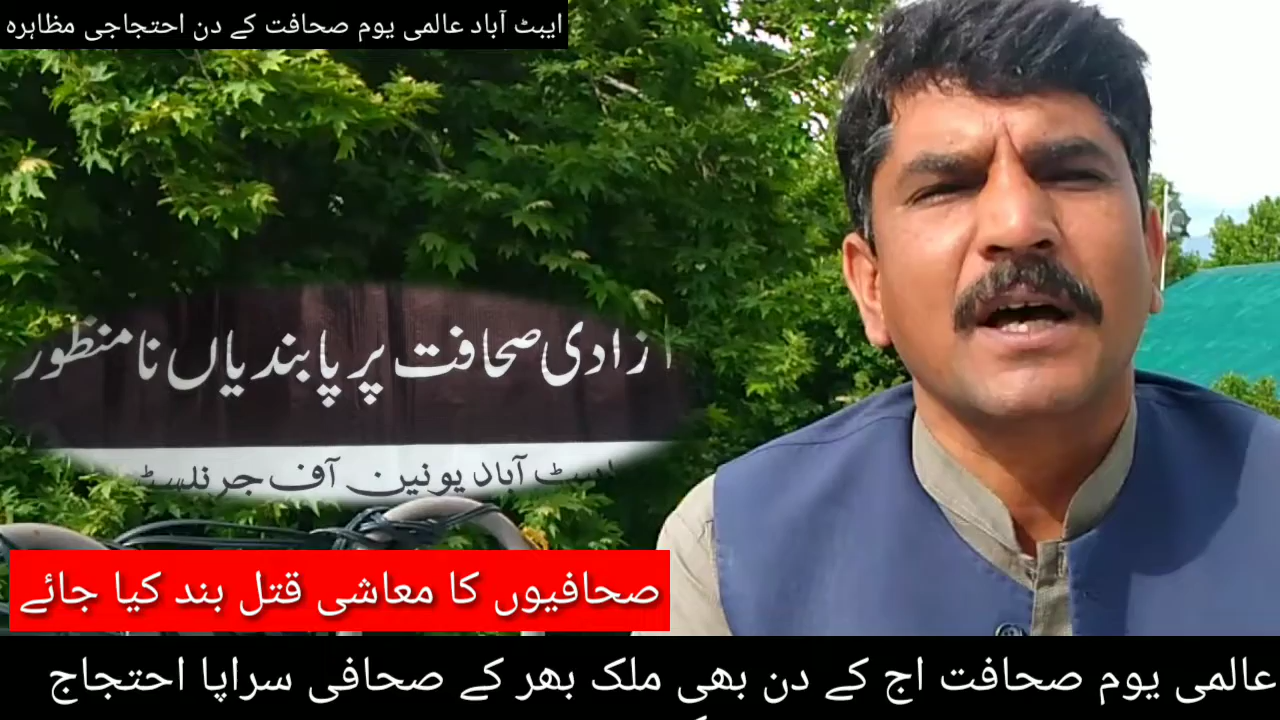 ایبٹ آباد عالمی یوم صحافت کے دن احتجاجی مظاہرہ
ازادی صحافت پر پابندیاں نامنظور
ایبٹ آباد یونین آف جرنلسٹ
صحافیوں کا معاشی قتل بند کیا جائے
عالمی یوم صحافت اج کے دن بھی ملک بھر کے صحافی سراپا احتجاج